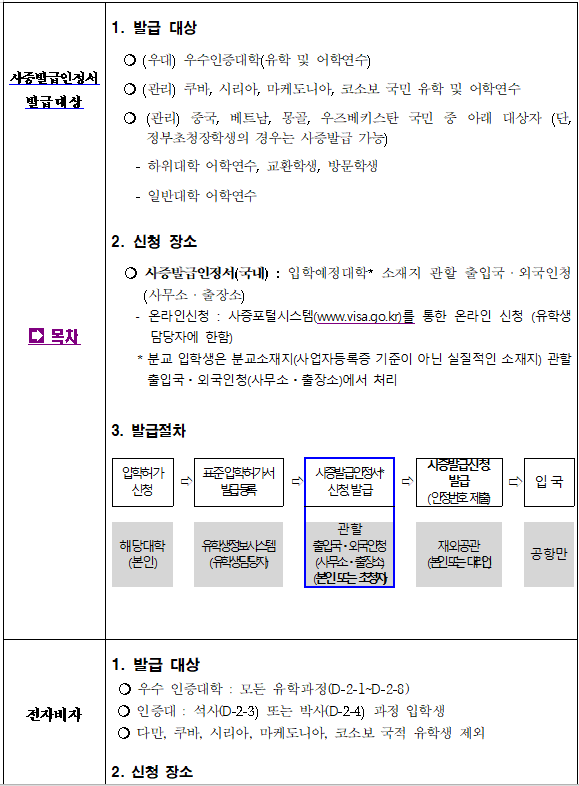 사증발급인정서
발급대상
➡ 목차
1. 발급 대상
❍ (우대) 우수인증대학(유학 및 어학연수)
❍ (관리) 쿠바, 시리아, 마케도니아, 코소보 국민 유학 및 어학연수
❍ (관리) 중국, 베트남, 몽골, 우즈베키스탄 국민 중 아래 대상자 (단,
정부초청장학생의 경우는 사증발급 가능)
- 하위대학 어학연수, 교환학생, 방문학생
- 일반대학 어학연수
2. 신청 장소
❍ 사증발급인정서(국내) : 입학예정대학* 소재지 관할 출입국 · 외국인청
(사무소 · 출장소)
- 온라인신청 : 사증포털시스템(www.visa.go.kr)를 통한 온라인 신청 (유학생
담당자에 한함)
* 분교 입학생은 분교소재지(사업자등록증 기준이 아닌 실질적인 소재지) 관할
출입국・외국인청(사무소・출장소)에서 처리
3. 발급절차
입학허가
신청
⇨
표준입학허가서
발급등록
⇨
사증발급인정서*
신청, 발급
⇨
사증발급신청
발급
(인정번호 제출)
⇨
입 국
해당대학
(본인)
유학생정보시스템
(유학생담당자)
관할
출입국・외국인청
(사무소・출장소)
(본인 또는 초청자)
재외공관
(본인 또는 대리인)
공항만
전자비자
1. 발급 대상
❍ 우수 인증대학 : 모든 유학과정(D-2-1~D-2-8)
❍ 인증대 : 석사(D-2-3) 또는 박사(D-2-4) 과정 입학생
❍ 다만, 쿠바, 시리아, 마케도니아, 코소보 국적 유학생 제외
2. 신청 장소